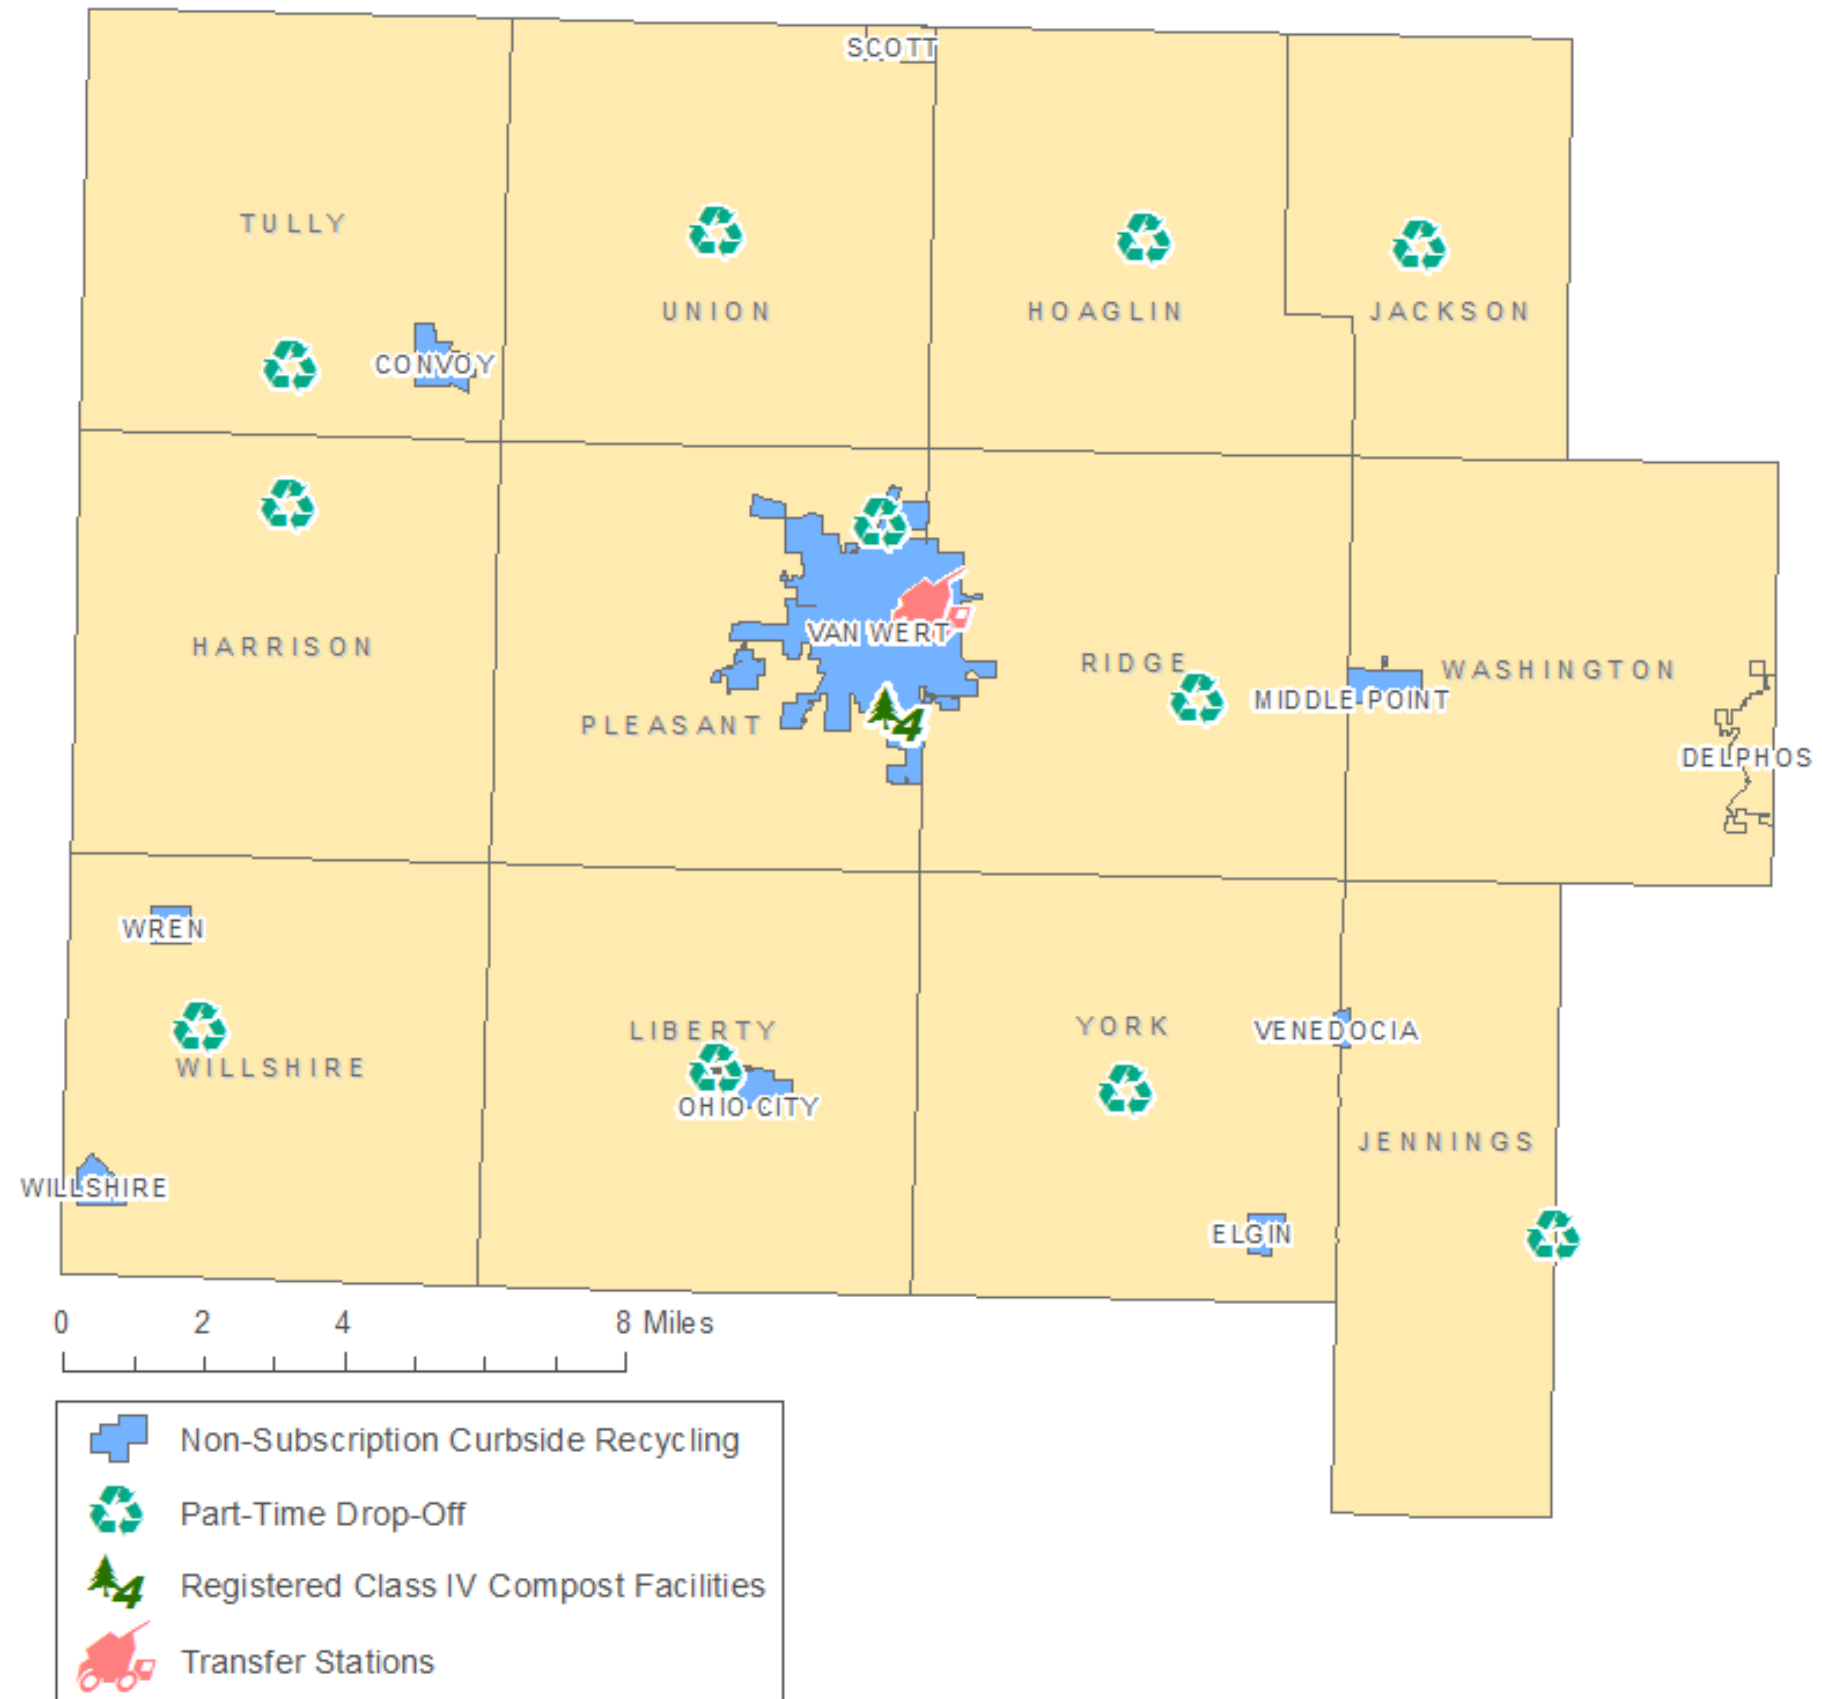 SCOTT
TULLY
UNION
HOAGLIN
JACKSON
CONVOY
VAN WERT
HARRISON
RIDGE
WASHINGTON
MIDDLE POINT
PLEASANT
4
DELPHOS
WREN
LIBERTY
YORK
VENEDOCIA
WILLSHIRE
OHIO CITY
JENNINGS
WILLSHIRE
ELGIN
0 2 4 8 Miles
Non-Subscription Curbside Recycling
Part-Time Drop-Off
4 Registered Class IV Compost Facilities
Transfer Stations